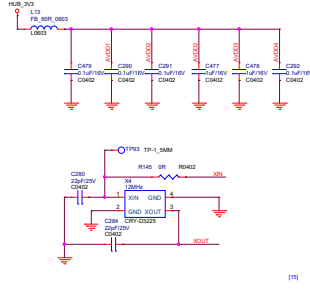 HUB_3V3
L13
FB_60R_0603
L0603
AVDD1
AVDD2
AVDD2
AVDD2
AVDD3
AVDD4
C479
0.1uF/16V
C0402
C290
0.1uF/16V
C0402
C291
0.1uF/16V
C0402
C477
1uF/16V
C0402
C478
1uF/16V
C0402
C292
0.1uF/16V
C0402
TP93 TP-1_5MM
R145 0R R0402
XIN
C280
22pF/25V
C0402
X4
12MHz
1 XIN GND 4
2 GND XOUT 3
CRY-D3225
C284
22pF/25V
C0402
XOUT
[15]